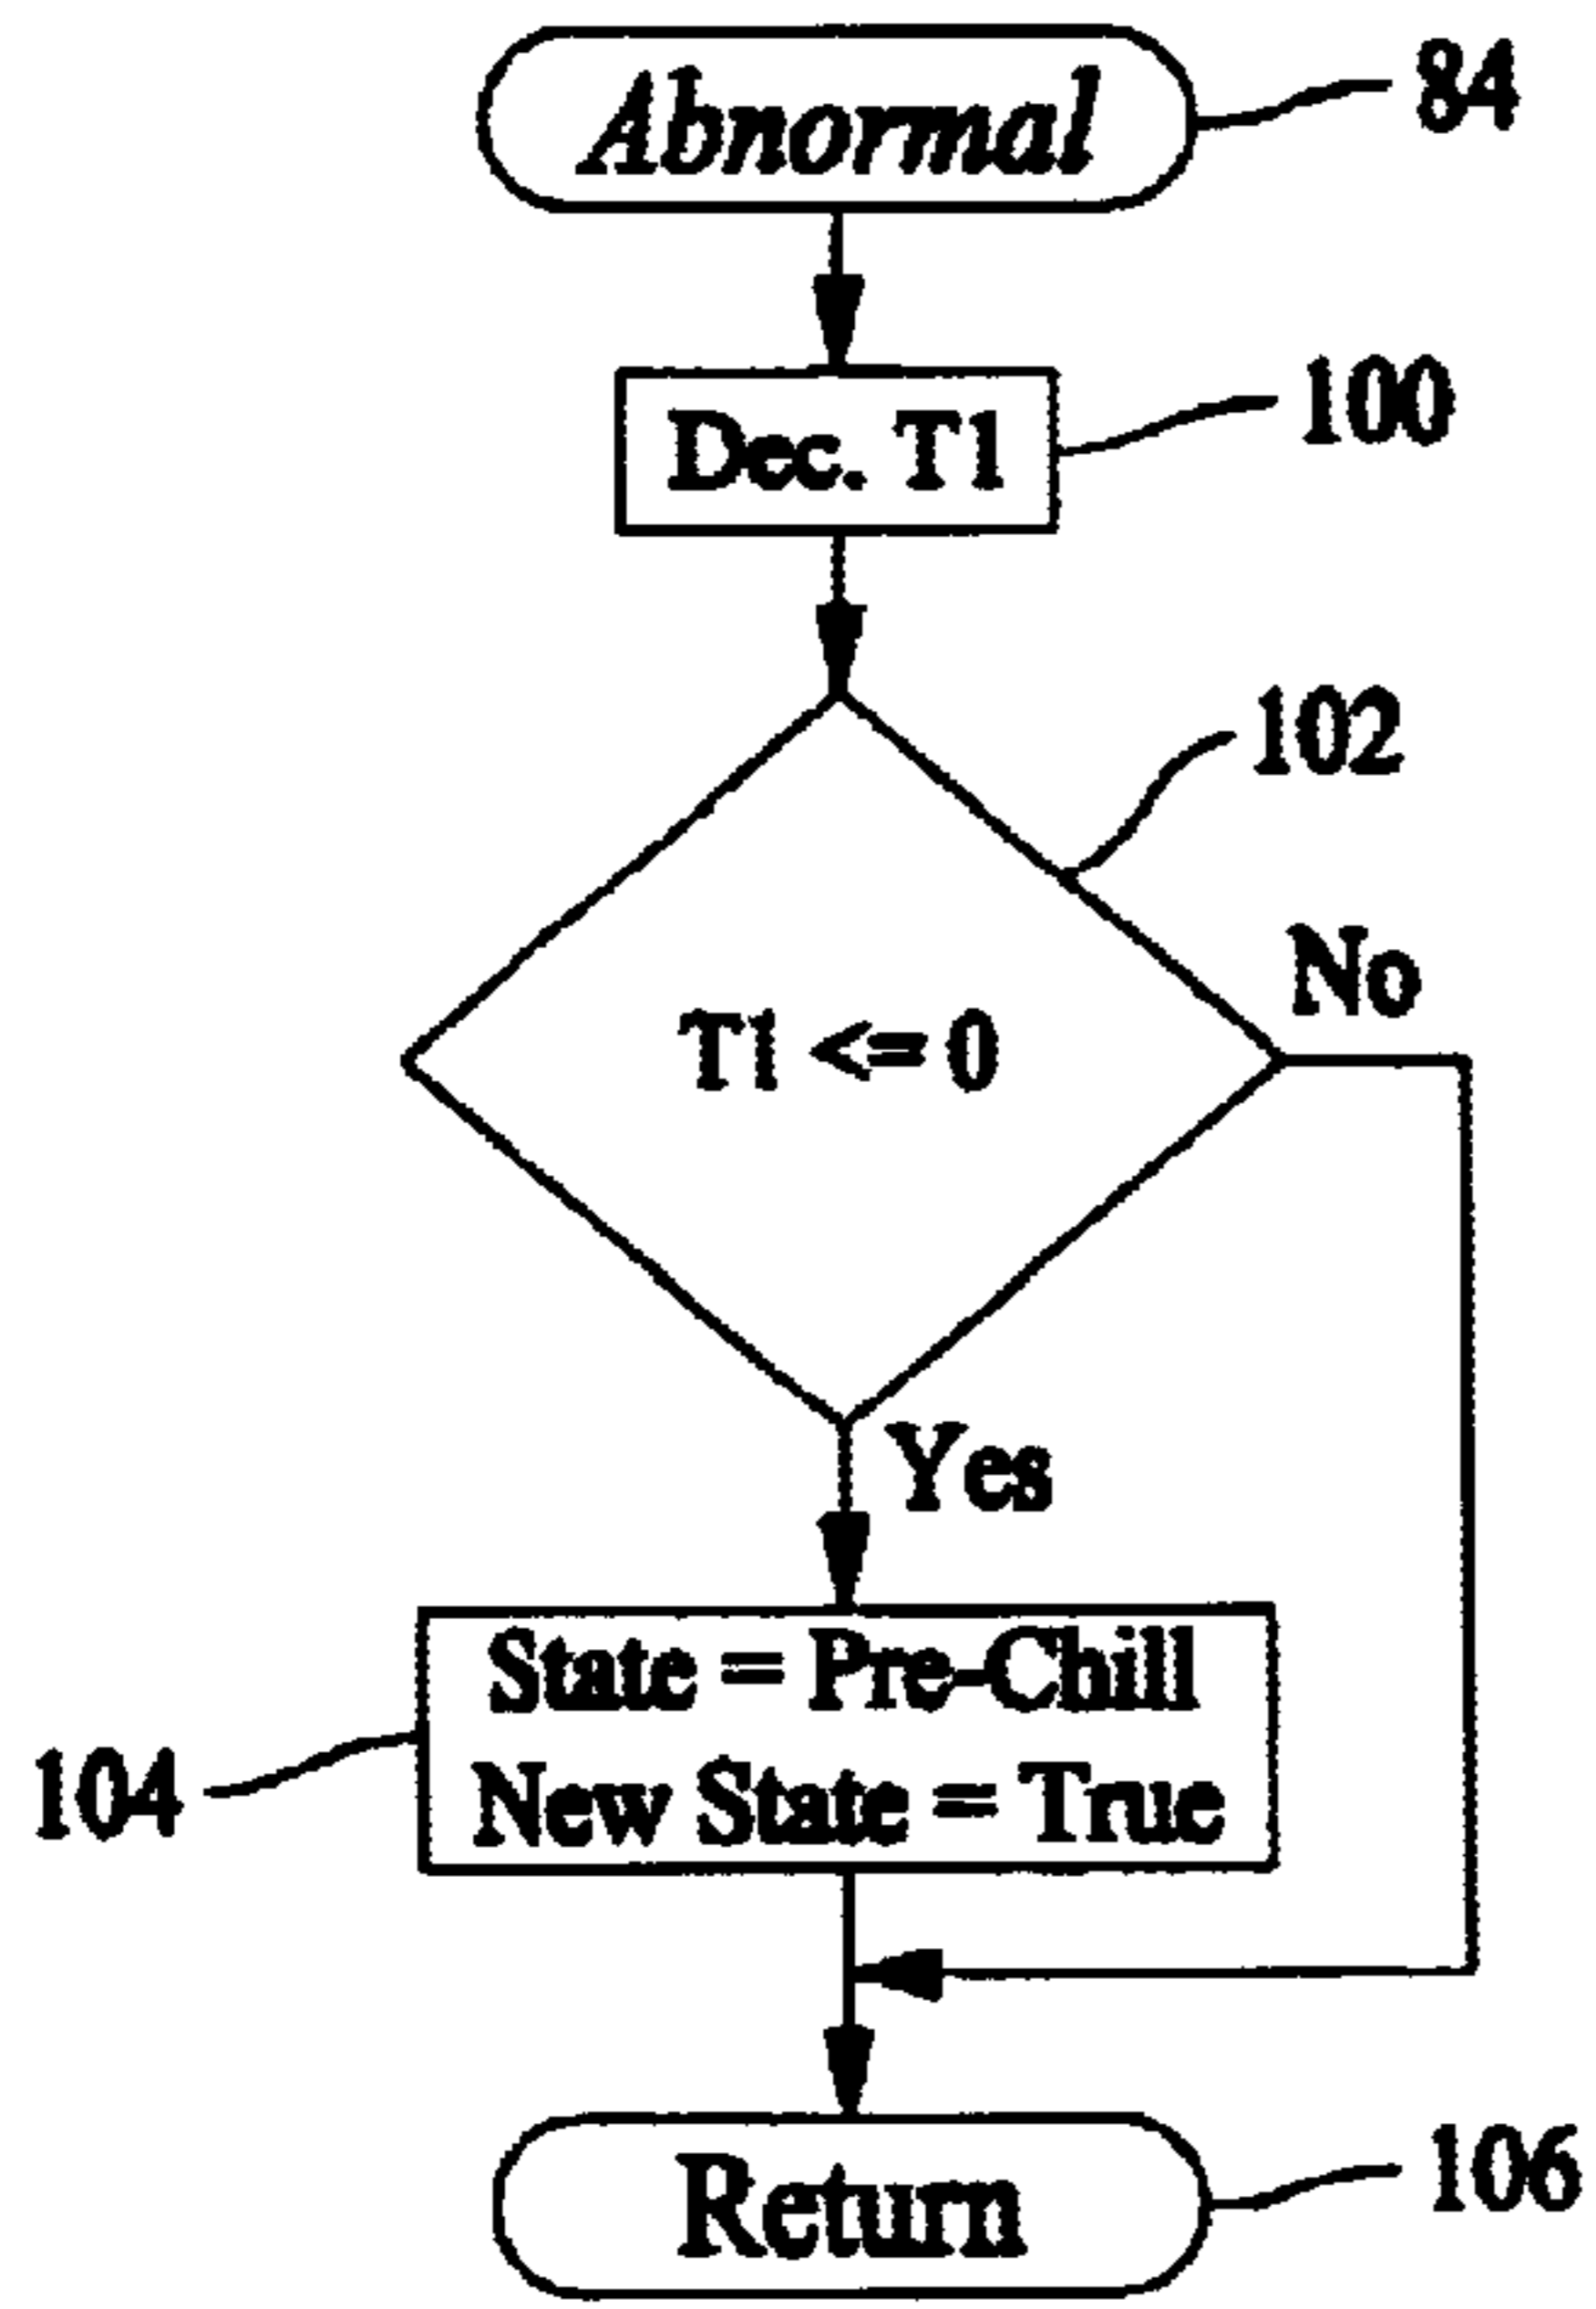 Abnormal
84
Dec. T1
100
102
T1 <= 0
No
Yes
State = Pre-Chill
New State = True
104
Return
106